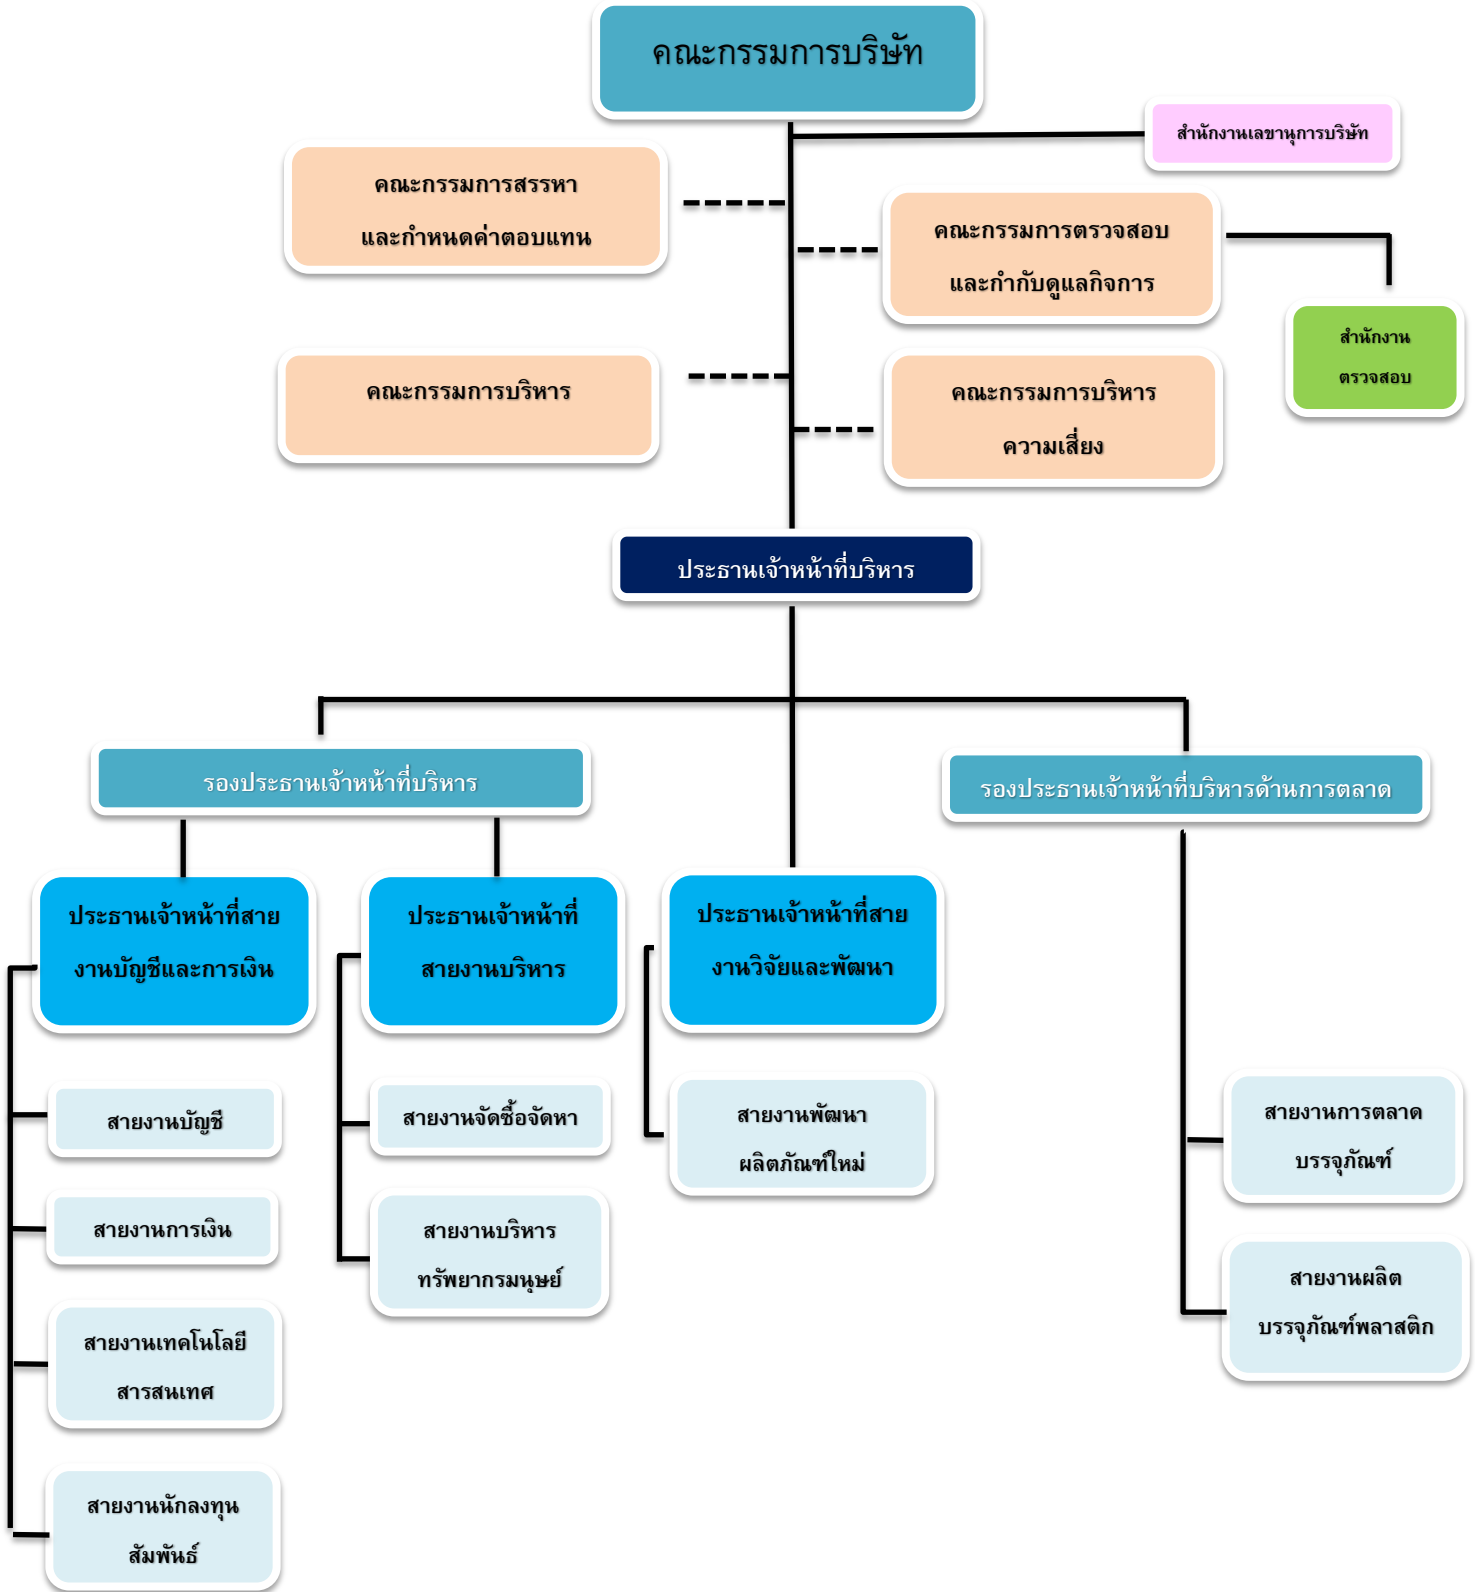 คณะกรรมการบริษัท
สำนักงานเลขานุการบริษัท
คณะกรรมการสรรหา
และกำหนดค่าตอบแทน
คณะกรรมการตรวจสอบ
และกำกับดูแลกิจการ
สำนักงาน
ตรวจสอบ
คณะกรรมการบริหาร
คณะกรรมการบริหาร
ความเสี่ยง
ประธานเจ้าหน้าที่บริหาร
รองประธานเจ้าหน้าที่บริหาร
รองประธานเจ้าหน้าที่บริหารด้านการตลาด
ประธานเจ้าหน้าที่สาย
งานบัญชีและการเงิน
ประธานเจ้าหน้าที่
สายงานบริหาร
ประธานเจ้าหน้าที่สาย
งานวิจัยและพัฒนา
สายงานบัญชี
สายงานการเงิน
สายงานเทคโนโลยี
สารสนเทศ
สายงานนักลงทุน
สัมพันธ์
สายงานจัดซื้อจัดหา
สายงานบริหาร
ทรัพยากรมนุษย์
สายงานพัฒนา
ผลิตภัณฑ์ใหม่
สายงานการตลาด
บรรจุภัณฑ์
สายงานผลิต
บรรจุภัณฑ์พลาสติก